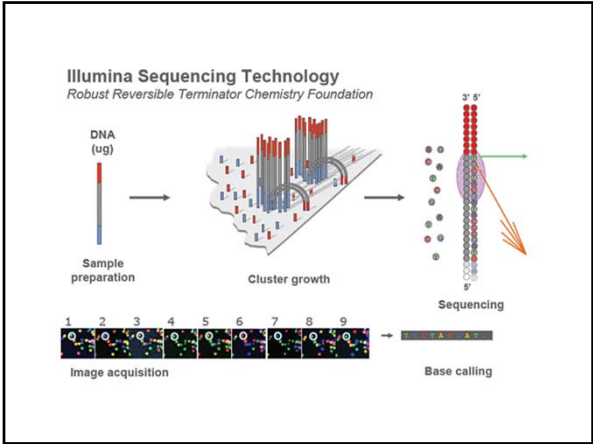 Illumina Sequencing Technology
Robust Reversible Terminator Chemistry Foundation
DNA
(ug)
3' 5'
Sample
preparation
Cluster growth
5'
Sequencing
1 2 3 4 5 6 7 8 9
Image acquisition
Base calling